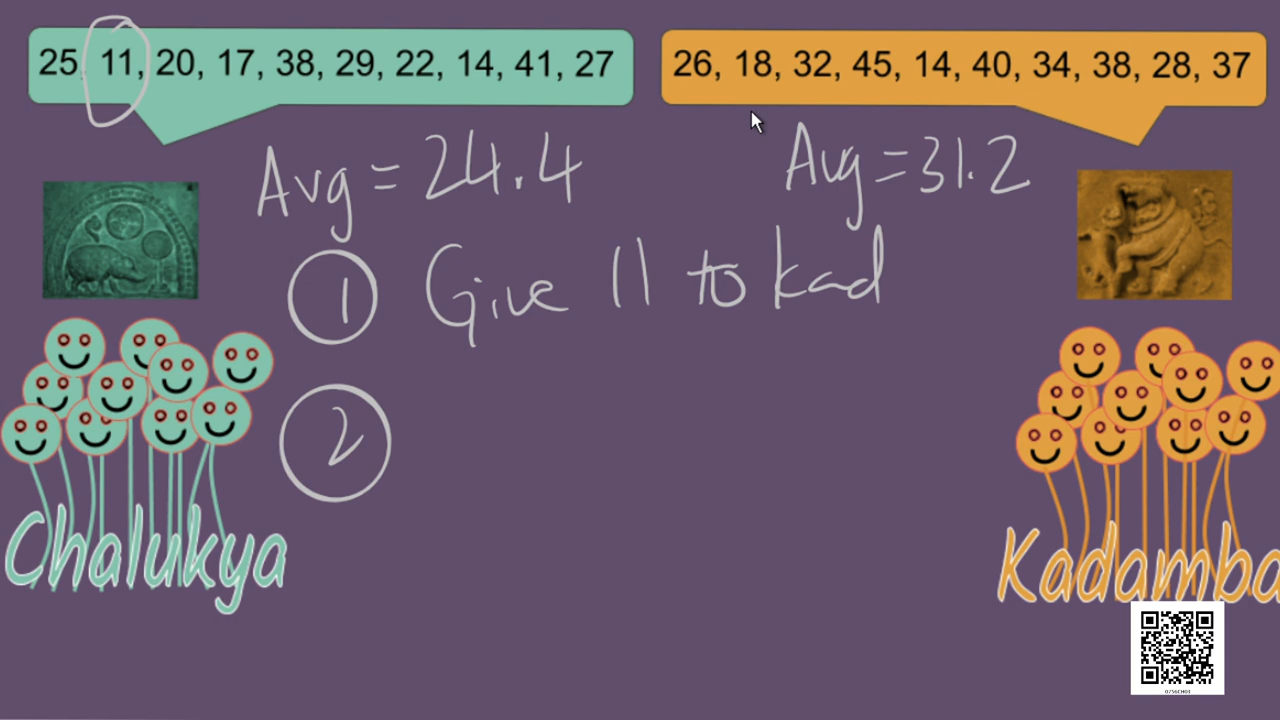 25, 11, 20, 17, 38, 29, 22, 14, 41, 27
26, 18, 32, 45, 14, 40, 34, 38, 28, 37
Avg = 24.4
Avg = 31.2
1 Give 11 to kad
2
Chalukya
Kadamba